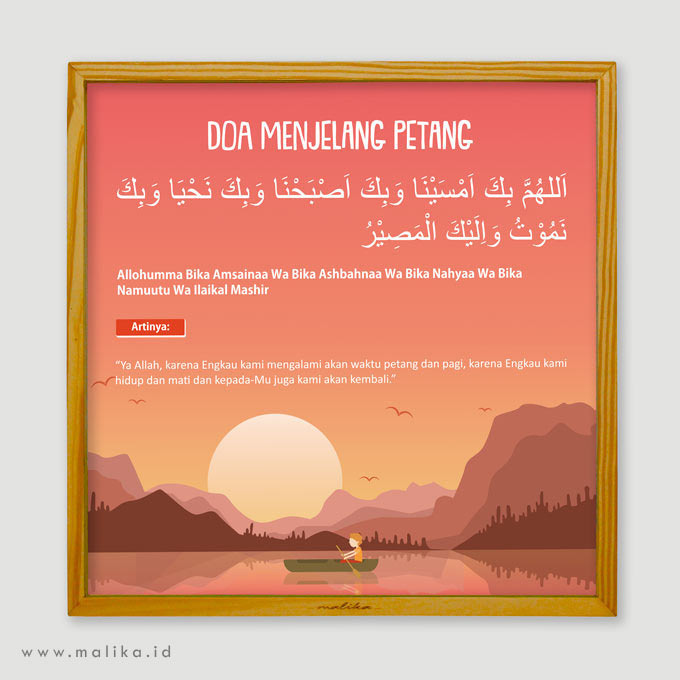 DOA MENJELANG PETANG
اَللهُمَّ بِكَ اَمْسَيْنَا وَبِكَ اَصْبَحْنَا وَبِكَ نَحْيَا وَبِكَ
نَمُوْتُ وَاِلَيْكَ الْمَصِيْرُ
Allohumma Bika Amsainaa Wa Bika Ashbahnaa Wa Bika Nahyaa Wa Bika
Namuutu Wa Ilaikal Mashir
Artinya:
“Ya Allah, karena Engkau kami mengalami akan waktu petang dan pagi, karena Engkau kami
hidup dan mati dan kepada-Mu juga kami akan kembali.”
malika
www.malika.id